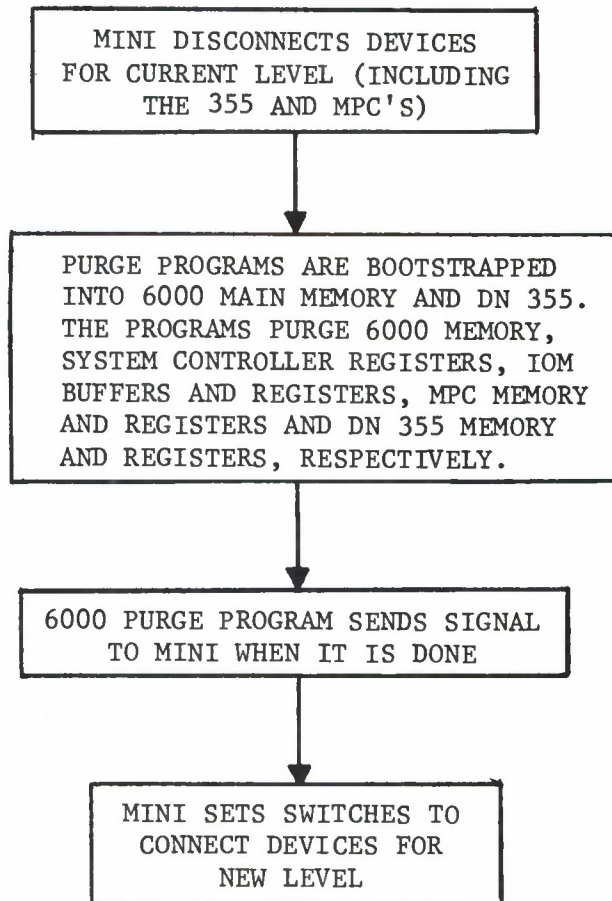 MINI DISCONNECTS DEVICES
FOR CURRENT LEVEL (INCLUDING
THE 355 AND MPC'S)
PURGE PROGRAMS ARE BOOTSTRAPPED
INTO 6000 MAIN MEMORY AND DN 355.
THE PROGRAMS PURGE 6000 MEMORY,
SYSTEM CONTROLLER REGISTERS, IOM
BUFFERS AND REGISTERS, MPC MEMORY
AND REGISTERS AND DN 355 MEMORY
AND REGISTERS, RESPECTIVELY.
6000 PURGE PROGRAM SENDS SIGNAL
TO MINI WHEN IT IS DONE
MINI SETS SWITCHES TO
CONNECT DEVICES FOR
NEW LEVEL